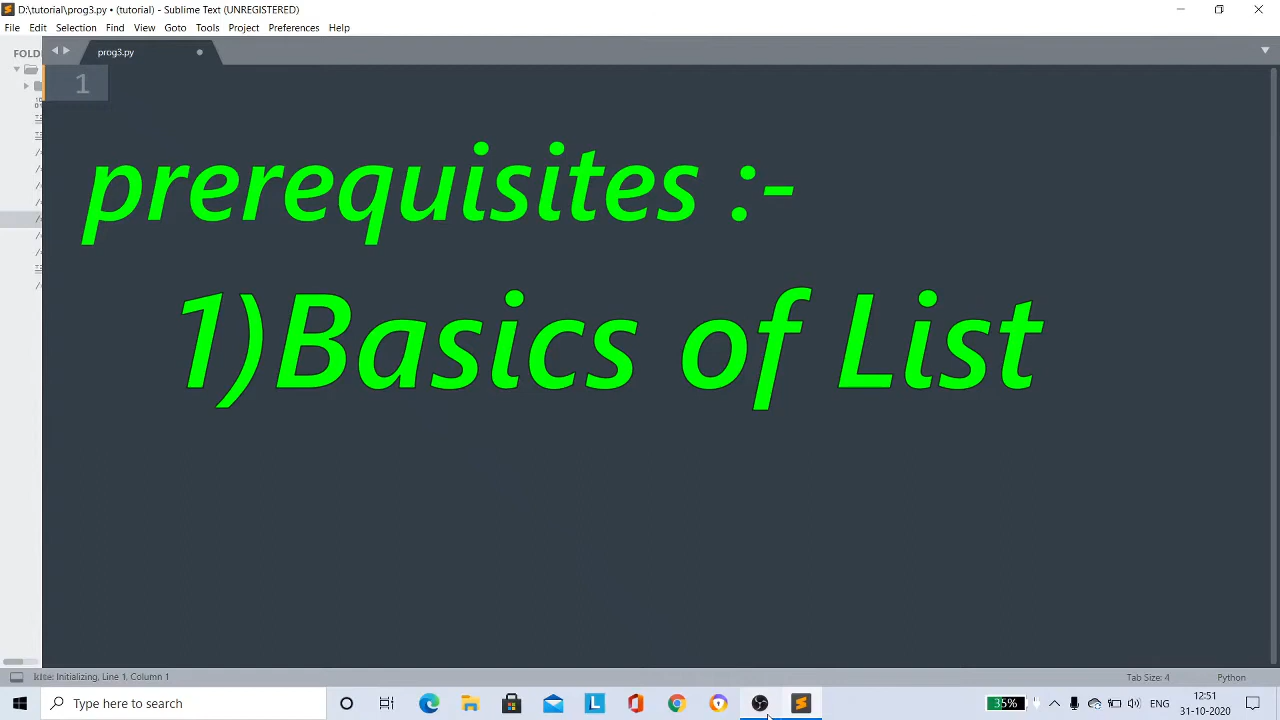 D:\tutorial\prog3.py • (tutorial) - Sublime Text (UNREGISTERED)
File Edit Selection Find View Goto Tools Project Preferences Help
FOLD
prog3.py
1
prerequisites :-
1)Basics of List
kite: Initializing, Line 1, Column 1
Tab Size: 4
Python
Type here to search
35%
ENG
12:51
31-10-2020